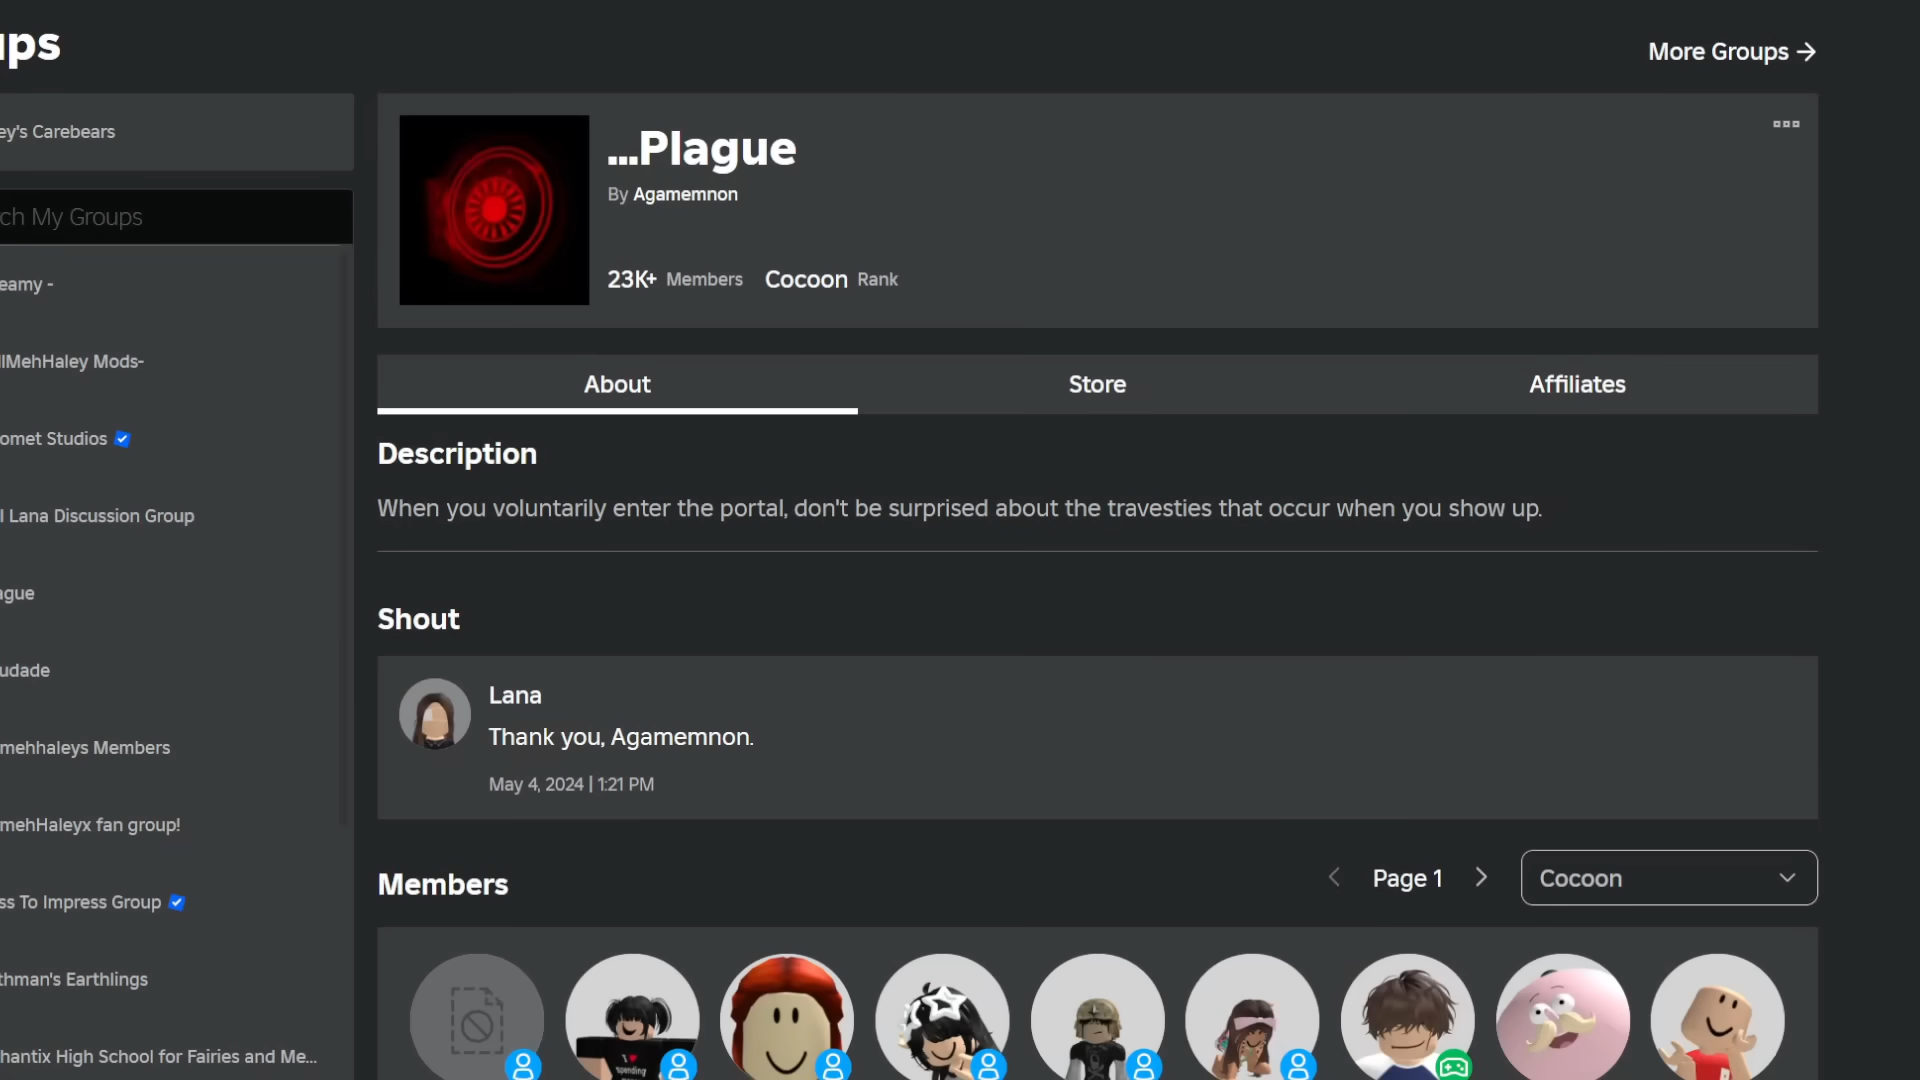 ups
More Groups
ey's Carebears
ch My Groups
eamy -
llMehHaley Mods-
omet Studios
l Lana Discussion Group
ague
udade
mehhaleys Members
mehHaleyx fan group!
ss To Impress Group
thman's Earthlings
hantix High School for Fairies and Me...
...Plague
By Agamemnon
23K+ Members Cocoon Rank
About Store Affiliates
Description
When you voluntarily enter the portal, don't be surprised about the travesties that occur when you show up.
Shout
Lana
Thank you, Agamemnon.
May 4, 2024 | 1:21 PM
Members
Page 1
Cocoon
I
spending